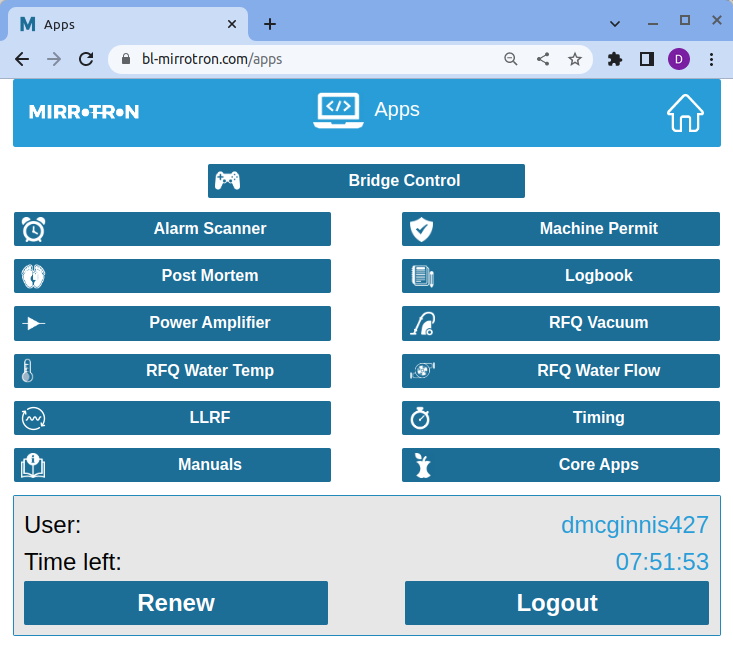 M Apps
bl-mirrotron.com/apps
D
MIRROTRON
</> Apps
Bridge Control
Alarm Scanner
Machine Permit
Post Mortem
Logbook
Power Amplifier
RFQ Vacuum
RFQ Water Temp
RFQ Water Flow
LLRF
Timing
Manuals
Core Apps
User: dmcginnis427
Time left: 07:51:53
Renew
Logout